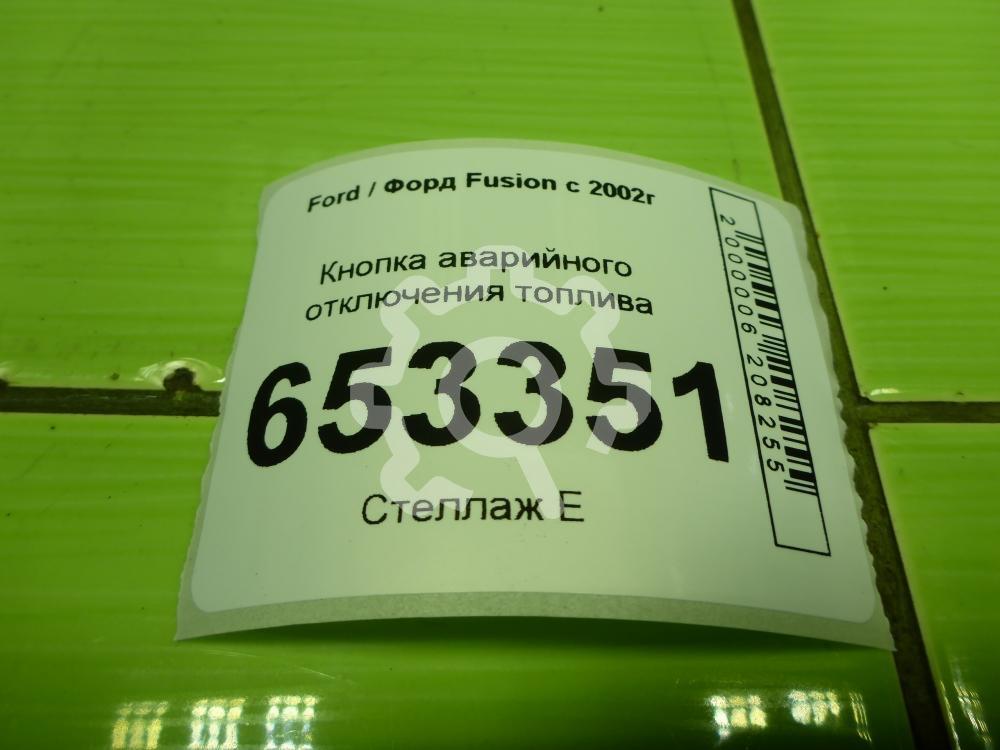 Ford / Форд Fusion с 2002г
Кнопка аварийного
отключения топлива
653351
Стеллаж E
2000006208255